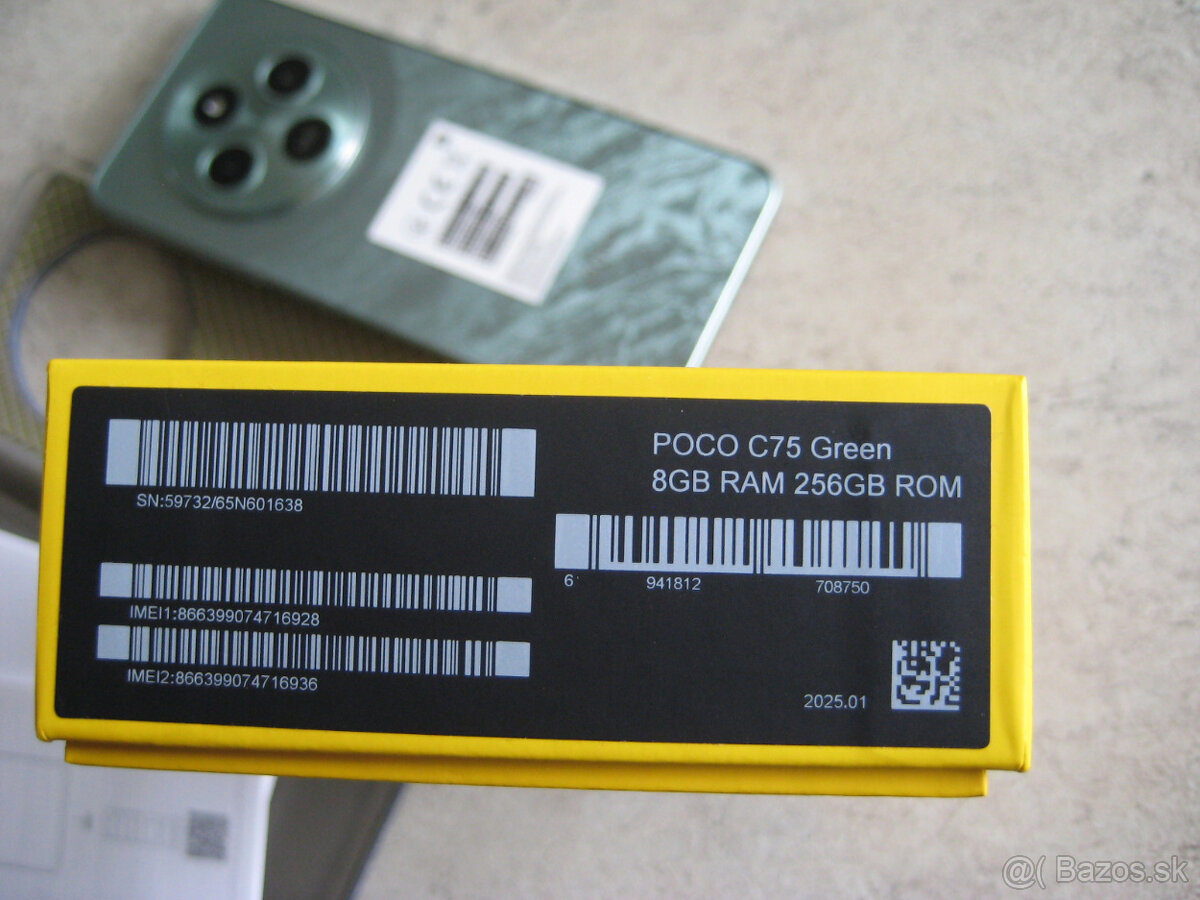 SN:59732/65N601638
IMEI1:866399074716928
IMEI2:866399074716936
POCO C75 Green
8GB RAM 256GB ROM
6 941812 708750
2025.01
@( Bazos.sk